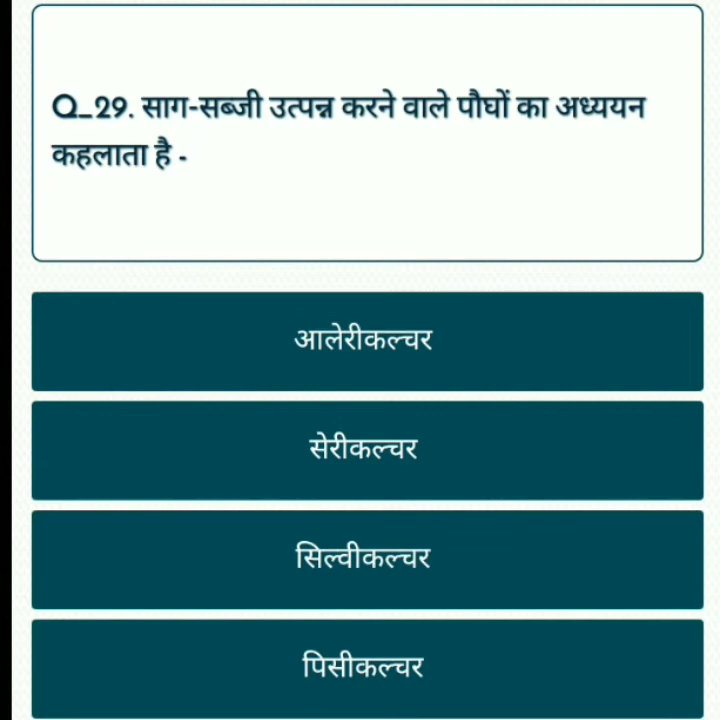 Q_29. साग-सब्जी उत्पन्न करने वाले पौघों का अध्ययन
कहलाता है -
आलेरीकल्चर
सेरीकल्चर
सिल्वीकल्चर
पिसीकल्चर